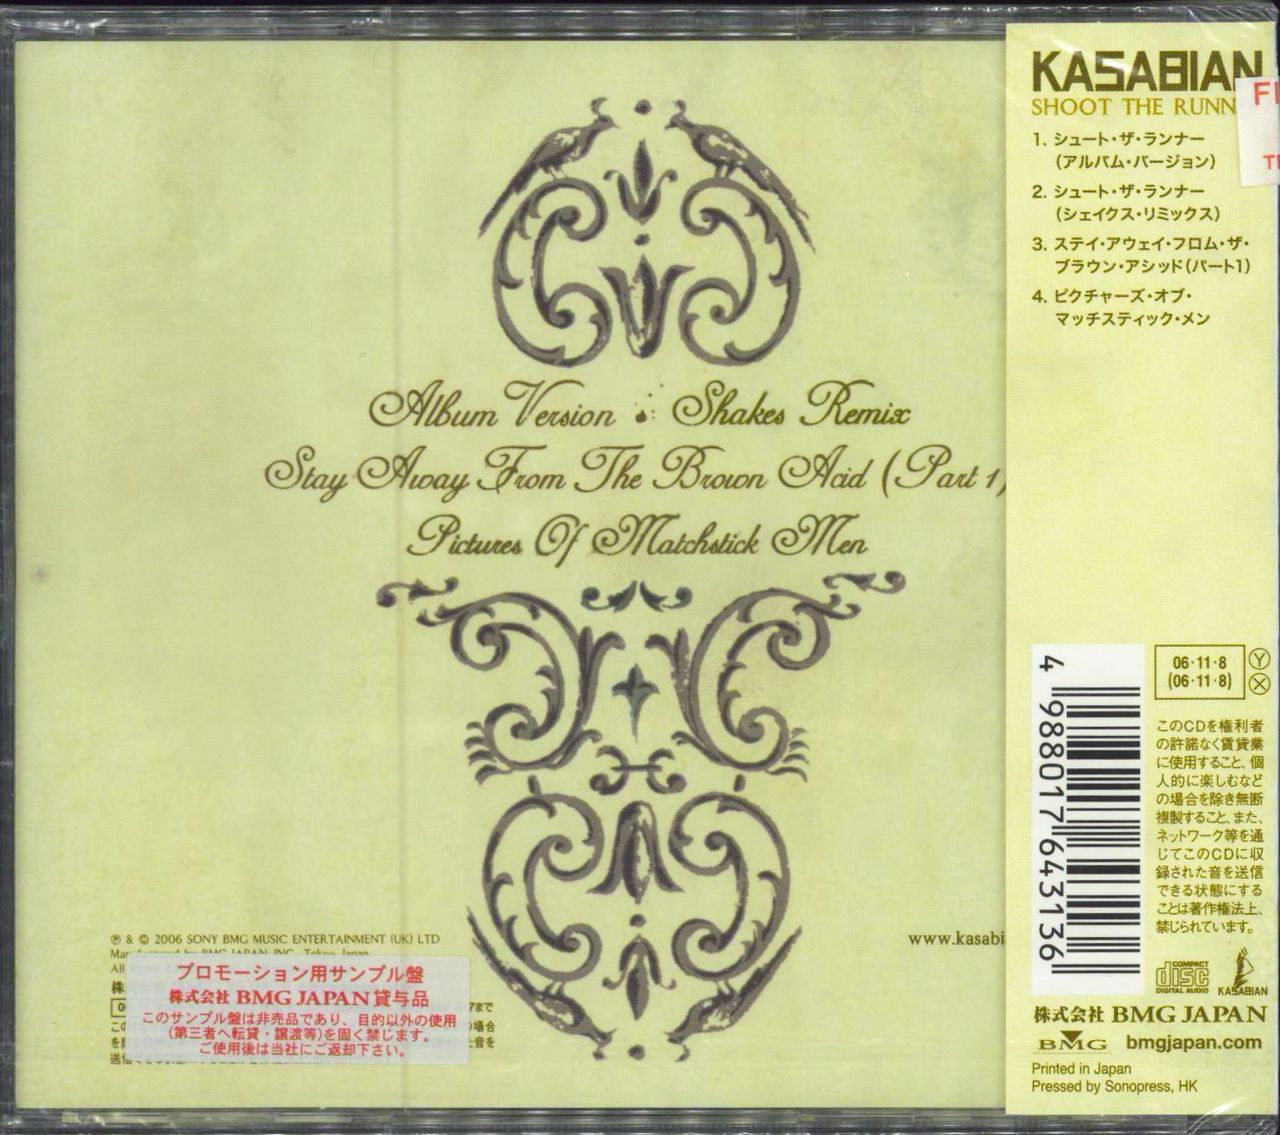 Album Version : Shakes Remix
Stay Away From The Brown Acid (Part 1)
Pictures Of Matchstick Men
℗ & © 2006 SONY BMG MUSIC ENTERTAINMENT (UK) LTD
Manufactured by BMG JAPAN, INC., Tokyo, Japan
All
株
プロモーション用サンプル盤
株式会社 BMG JAPAN 貸与品
このサンプル盤は非売品であり、目的以外の使用
(第三者へ転貸・譲渡等)を固く禁じます。
ご使用後は当社にご返却下さい。
www.kasabi
KASABIAN
SHOOT THE RUNN
1. シュート・ザ・ランナー
(アルバム・バージョン)
2. シュート・ザ・ランナー
(シェイクス・リミックス)
3. ステイ・アウェイ・フロム・ザ・
ブラウン・アシッド(パート1)
4. ピクチャーズ・オブ・
マッチスティック・メン
4 988017 643136
06・11・8
(06・11・8)
Y
X
このCDを権利者
の許諾なく賃貸業
に使用すること、個
人的に楽しむなど
の場合を除き無断
複製すること、また、
ネットワーク等を通
じてこのCDに収
録された音を送信
できる状態にする
ことは著作権法上、
禁じられています。
COMPACT
disc
DIGITAL AUDIO
KASABIAN
株式会社 BMG JAPAN
BMG bmgjapan.com
Printed in Japan
Pressed by Sonopress, HK